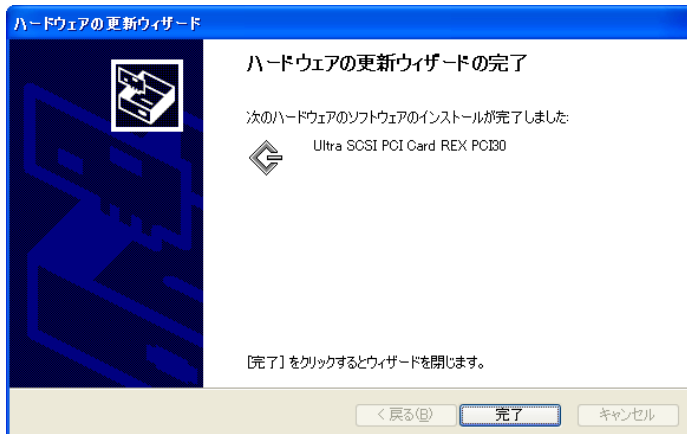 ハードウェアの更新ウィザード
ハードウェアの更新ウィザードの完了
次のハードウェアのソフトウェアのインストールが完了しました:
Ultra SCSI PCI Card REX PCI30
[完了] をクリックするとウィザードを閉じます。
< 戻る(B) 完了 キャンセル